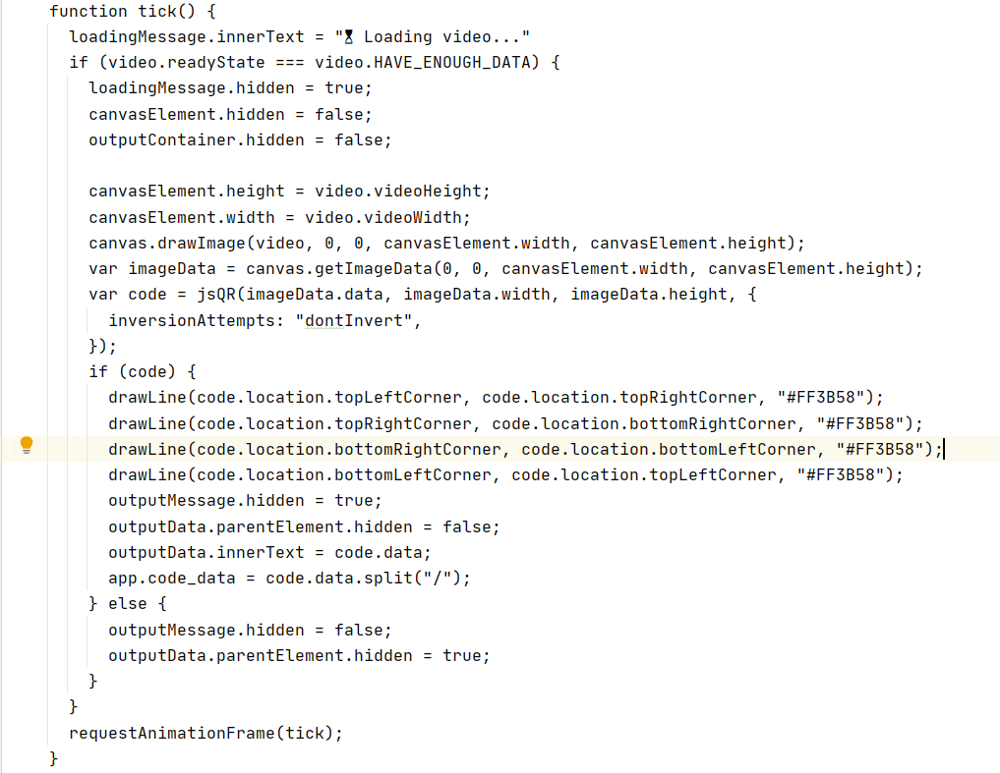 function tick() {
  loadingMessage.innerText = "⌛ Loading video..."
  if (video.readyState === video.HAVE_ENOUGH_DATA) {
    loadingMessage.hidden = true;
    canvasElement.hidden = false;
    outputContainer.hidden = false;

    canvasElement.height = video.videoHeight;
    canvasElement.width = video.videoWidth;
    canvas.drawImage(video, 0, 0, canvasElement.width, canvasElement.height);
    var imageData = canvas.getImageData(0, 0, canvasElement.width, canvasElement.height);
    var code = jsQR(imageData.data, imageData.width, imageData.height, {
      inversionAttempts: "dontInvert",
    });
    if (code) {
      drawLine(code.location.topLeftCorner, code.location.topRightCorner, "#FF3B58");
      drawLine(code.location.topRightCorner, code.location.bottomRightCorner, "#FF3B58");
      drawLine(code.location.bottomRightCorner, code.location.bottomLeftCorner, "#FF3B58");
      drawLine(code.location.bottomLeftCorner, code.location.topLeftCorner, "#FF3B58");
      outputMessage.hidden = true;
      outputData.parentElement.hidden = false;
      outputData.innerText = code.data;
      app.code_data = code.data.split("/");
    } else {
      outputMessage.hidden = false;
      outputData.parentElement.hidden = true;
    }
  }
  requestAnimationFrame(tick);
}